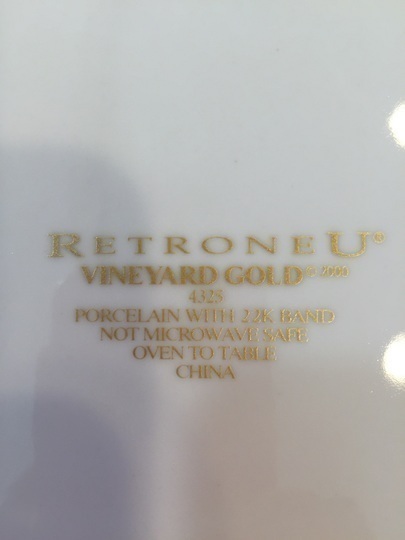 RETRONEU®
VINEYARD GOLD ©
4325
PORCELAIN WITH 22K BAND
NOT MICROWAVE SAFE
OVEN TO TABLE
CHINA